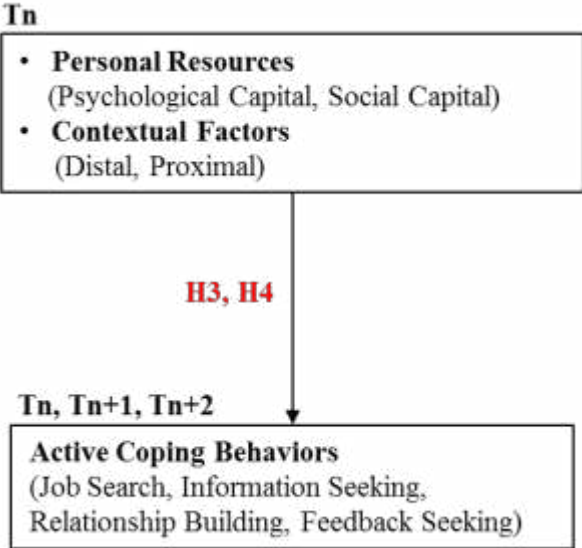 Tn
• Personal Resources
(Psychological Capital, Social Capital)
• Contextual Factors
(Distal, Proximal)
H3, H4
Tn, Tn+1, Tn+2
Active Coping Behaviors
(Job Search, Information Seeking,
Relationship Building, Feedback Seeking)